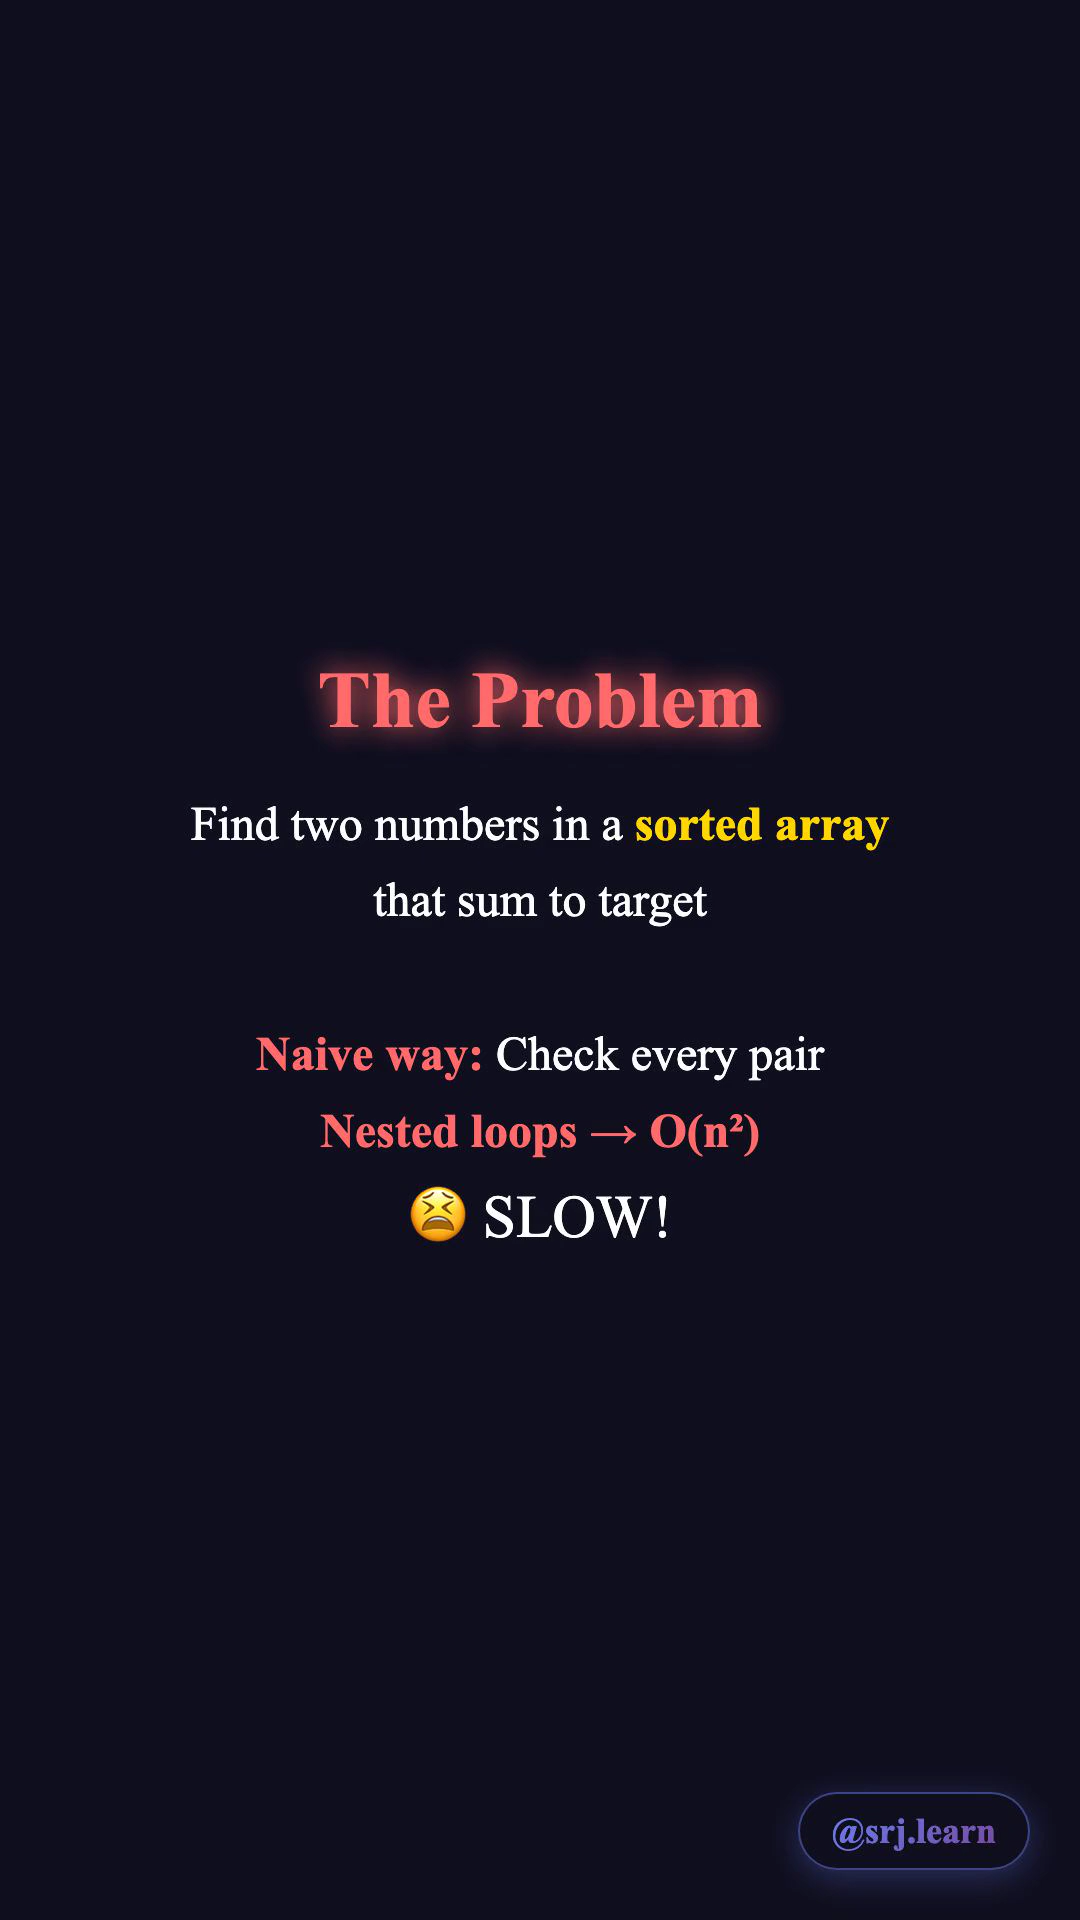 The Problem
Find two numbers in a sorted array
that sum to target
Naive way: Check every pair
Nested loops → O(n²)
😫 SLOW!
@srj.learn